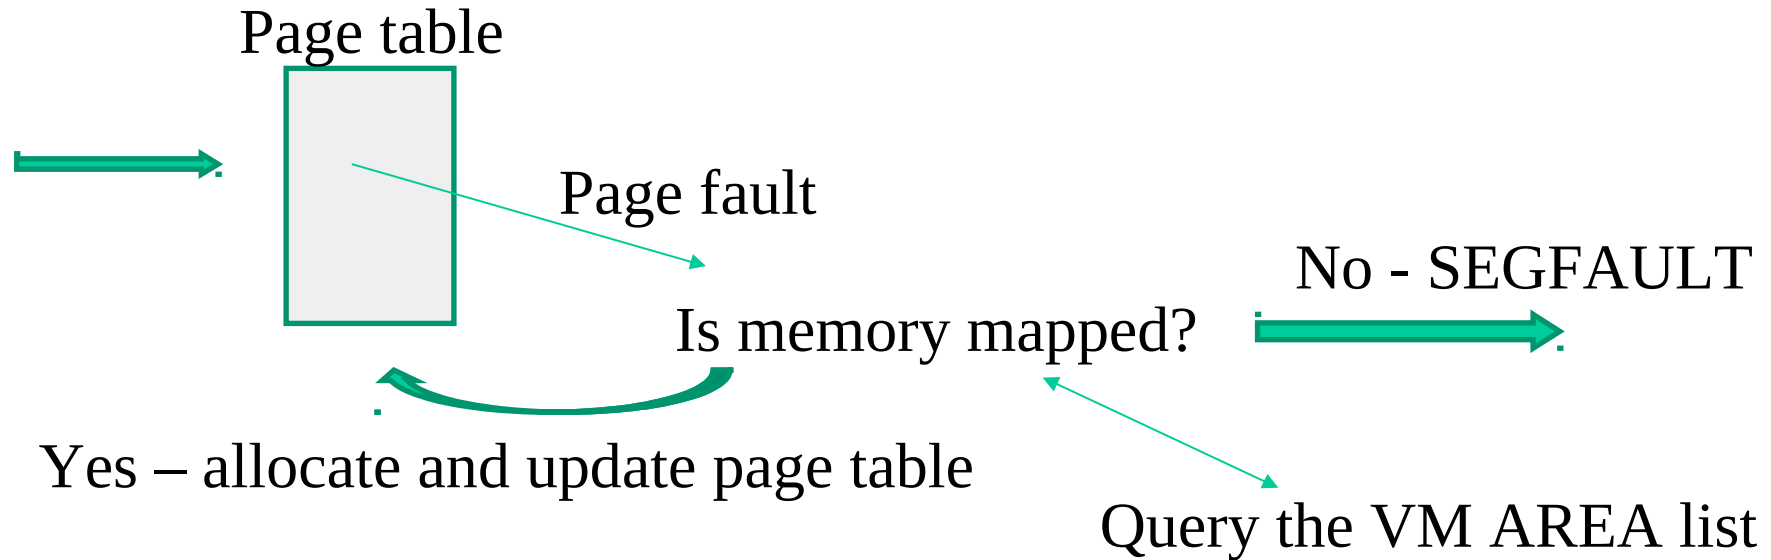 Page table
Page fault
No - SEGFAULT
Is memory mapped?
Yes – allocate and update page table
Query the VM AREA list